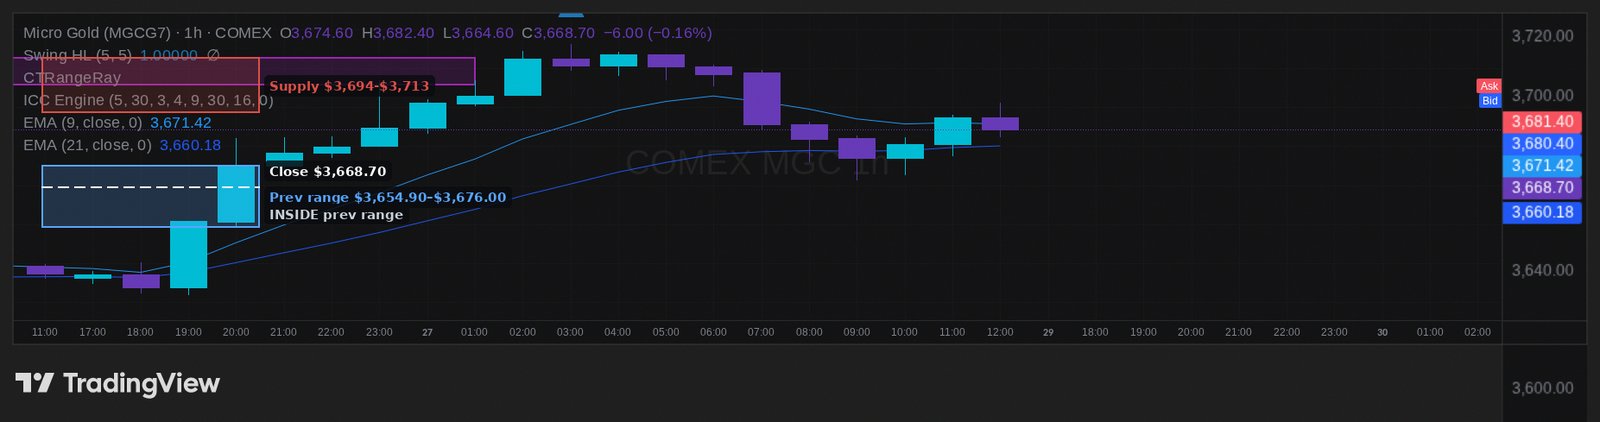 Micro Gold (MGCG7) · 1h · COMEX O3,674.60 H3,682.40 L3,664.60 C3,668.70 −6.00 (−0.16%)
Swing HL (5, 5) 1.00000 ∅
CTRangeRay
Supply $3,694–$3,713
ICC Engine (5, 30, 3, 4, 9, 30, 16, 0)
EMA (9, close, 0) 3,671.42
EMA (21, close, 0) 3,660.18
Close $3,668.70
Prev range $3,654.90–$3,676.00
INSIDE prev range
COMEX MGC 1h
3,720.00
Ask
Bid
3,700.00
3,681.40
3,680.40
3,671.42
3,668.70
3,660.18
3,640.00
3,600.00
11:00 17:00 18:00 19:00 20:00 21:00 22:00 23:00 27 01:00 02:00 03:00 04:00 05:00 06:00 07:00 08:00 09:00 10:00 11:00 12:00 29 18:00 19:00 20:00 21:00 22:00 23:00 30 01:00 02:00
TradingView